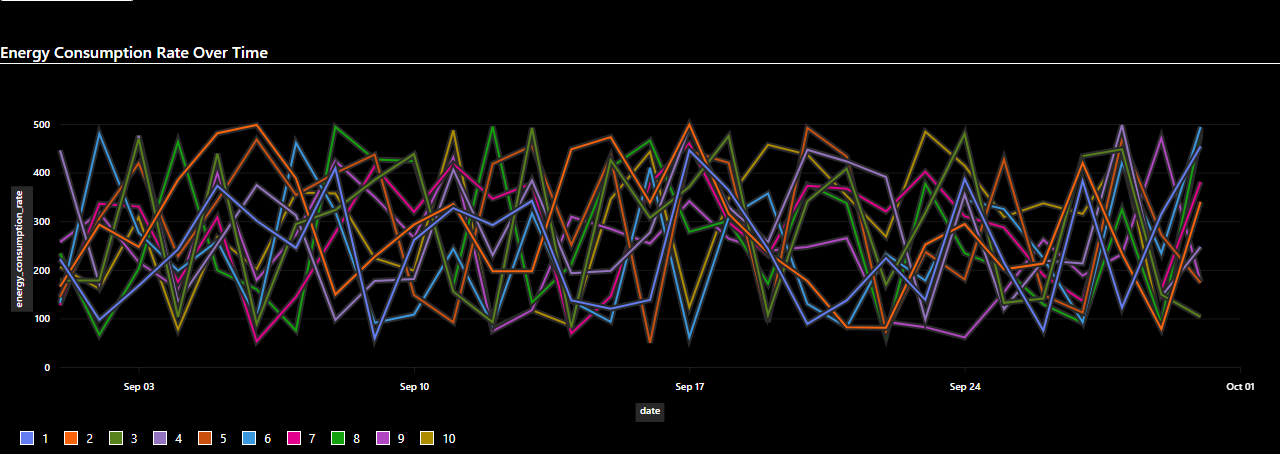 Energy Consumption Rate Over Time
500
400
300
200
100
0
energy_consumption_rate
Sep 03 Sep 10 Sep 17 Sep 24 Oct 01
date
1 2 3 4 5 6 7 8 9 10